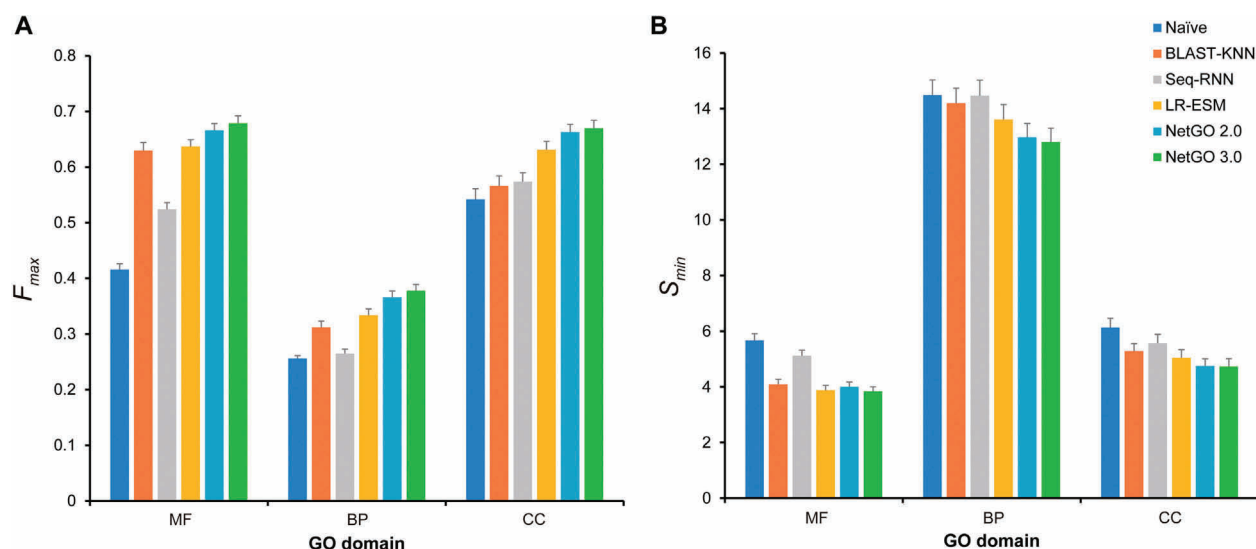 A
0.8
0.7
0.6
0.5
0.4
0.3
0.2
0.1
0
Fmax
MF BP CC
GO domain
B
16
14
12
10
8
6
4
2
0
Smin
MF BP CC
GO domain
Naïve
BLAST-KNN
Seq-RNN
LR-ESM
NetGO 2.0
NetGO 3.0